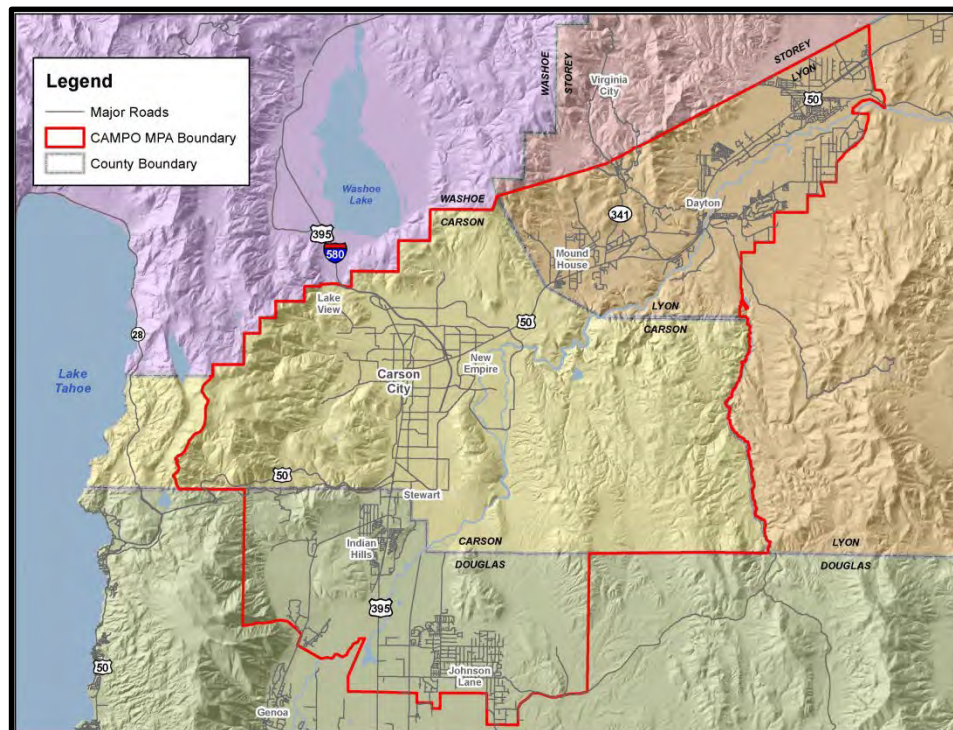 Legend
Major Roads
CAMPO MPA Boundary
County Boundary
WASHOE
STOREY
Virginia
City
STOREY
LYON
50
Washoe
Lake
395
580
WASHOE
CARSON
341
Dayton
Mound
House
Lake
View
28
50
LYON
CARSON
Lake
Tahoe
Carson
City
New
Empire
50
Stewart
Indian
Hills
CARSON
DOUGLAS
LYON
DOUGLAS
395
50
Johnson
Lane
Genoa